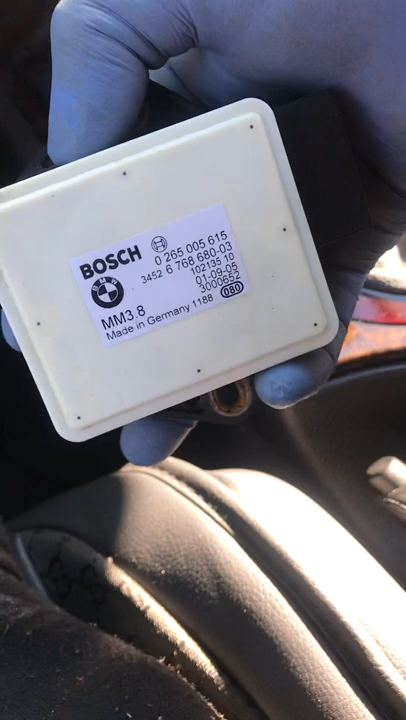 BOSCH 0 265 005 615
3452 6 768 680-03
102135 10
01-09-05
3000652
MM3.8
Made in Germany 1188 080